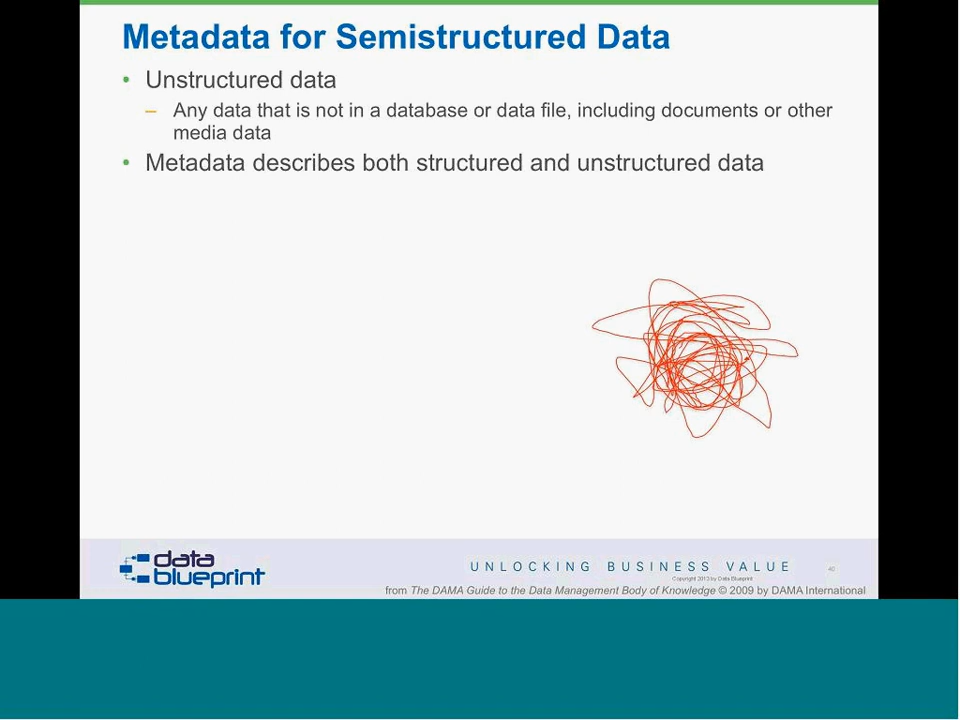 Metadata for Semistructured Data
• Unstructured data
– Any data that is not in a database or data file, including documents or other
media data
• Metadata describes both structured and unstructured data
data
blueprint
UNLOCKING BUSINESS VALUE
40
Copyright 2013 by Data Blueprint
from The DAMA Guide to the Data Management Body of Knowledge © 2009 by DAMA International